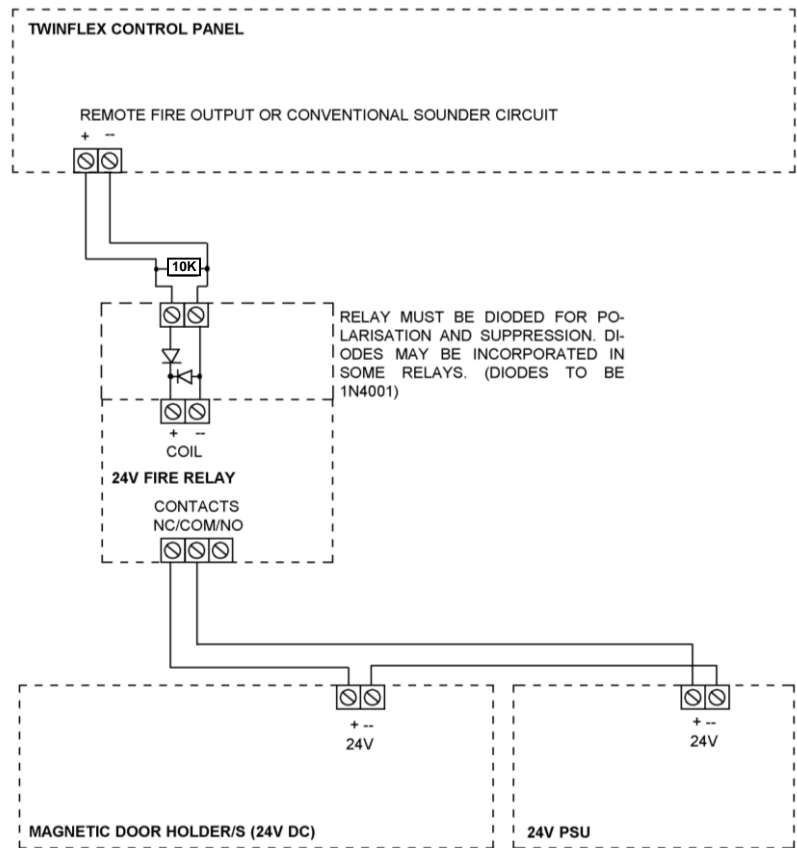 TWINFLEX CONTROL PANEL
REMOTE FIRE OUTPUT OR CONVENTIONAL SOUNDER CIRCUIT
+ --
10K
RELAY MUST BE DIODED FOR PO-
LARISATION AND SUPPRESSION. DI-
ODES MAY BE INCORPORATED IN
SOME RELAYS. (DIODES TO BE
1N4001)
+ --
COIL
24V FIRE RELAY
CONTACTS
NC/COM/NO
+ --
24V
+ --
24V
MAGNETIC DOOR HOLDER/S (24V DC)
24V PSU